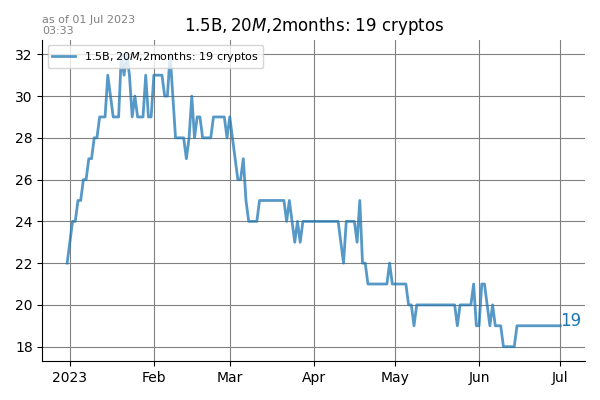 as of 01 Jul 2023
03:33
1.5B, 20M,2months: 19 cryptos
1.5B, 20M,2months: 19 cryptos
32
30
28
26
24
22
20
18
19
2023 Feb Mar Apr May Jun Jul